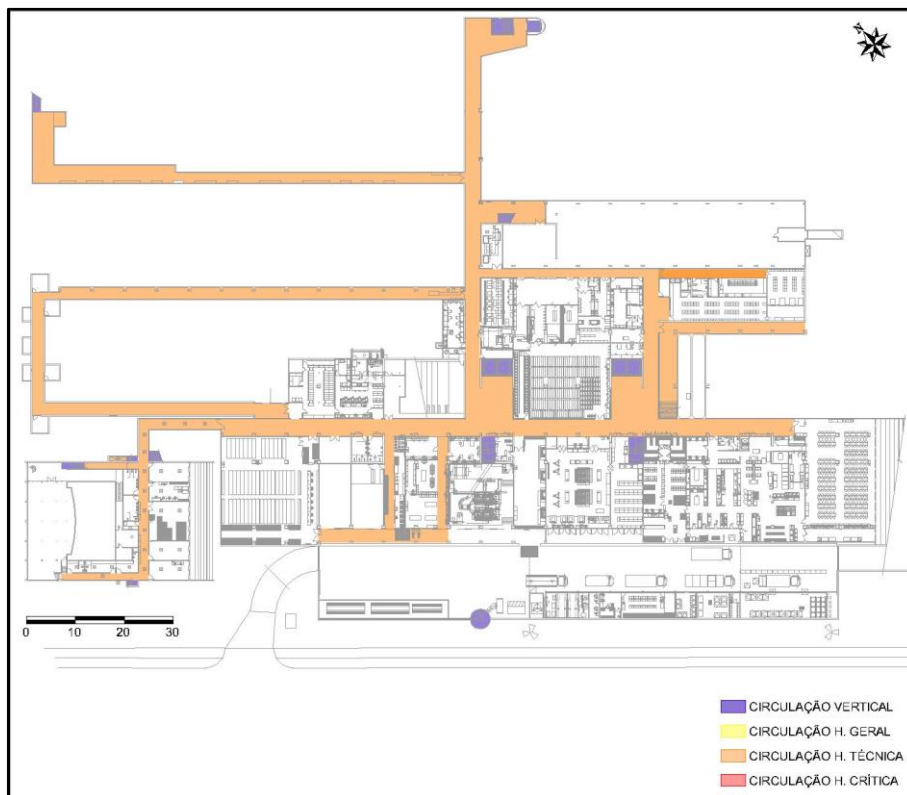 0 10 20 30
CIRCULAÇÃO VERTICAL
CIRCULAÇÃO H. GERAL
CIRCULAÇÃO H. TÉCNICA
CIRCULAÇÃO H. CRÍTICA